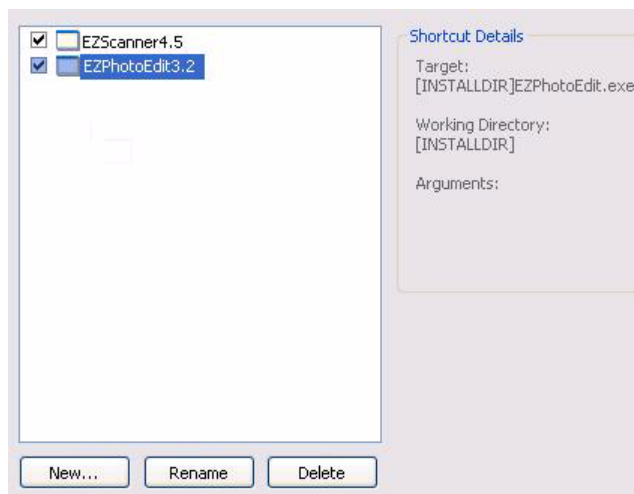 EZScanner4.5
EZPhotoEdit3.2
Shortcut Details
Target:
[INSTALLDIR]EZPhotoEdit.exe
Working Directory:
[INSTALLDIR]
Arguments:
New... Rename Delete